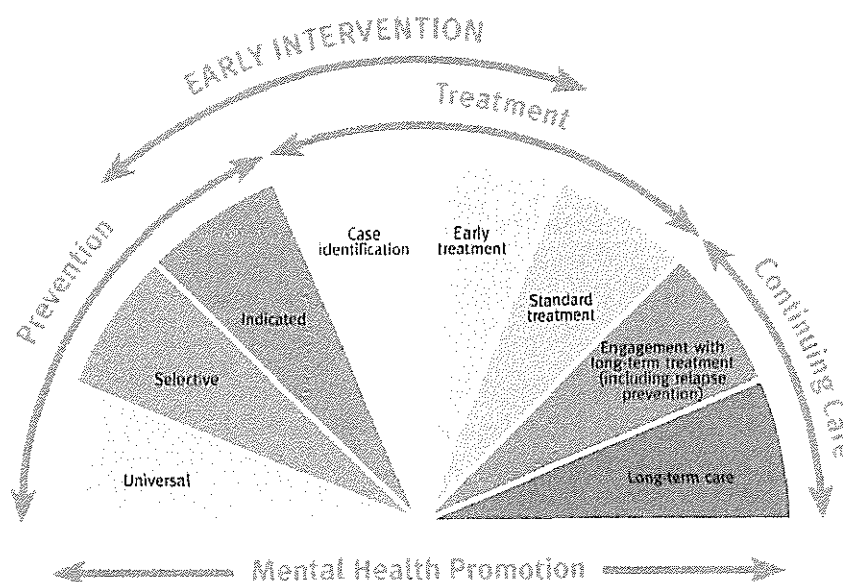 EARLY INTERVENTION
Treatment
Prevention
Continuing Care
Case
identification
Early
treatment
Indicated
Standard
treatment
Selective
Engagement with
long-term treatment
(including relapse
prevention)
Universal
Long-term care
Mental Health Promotion